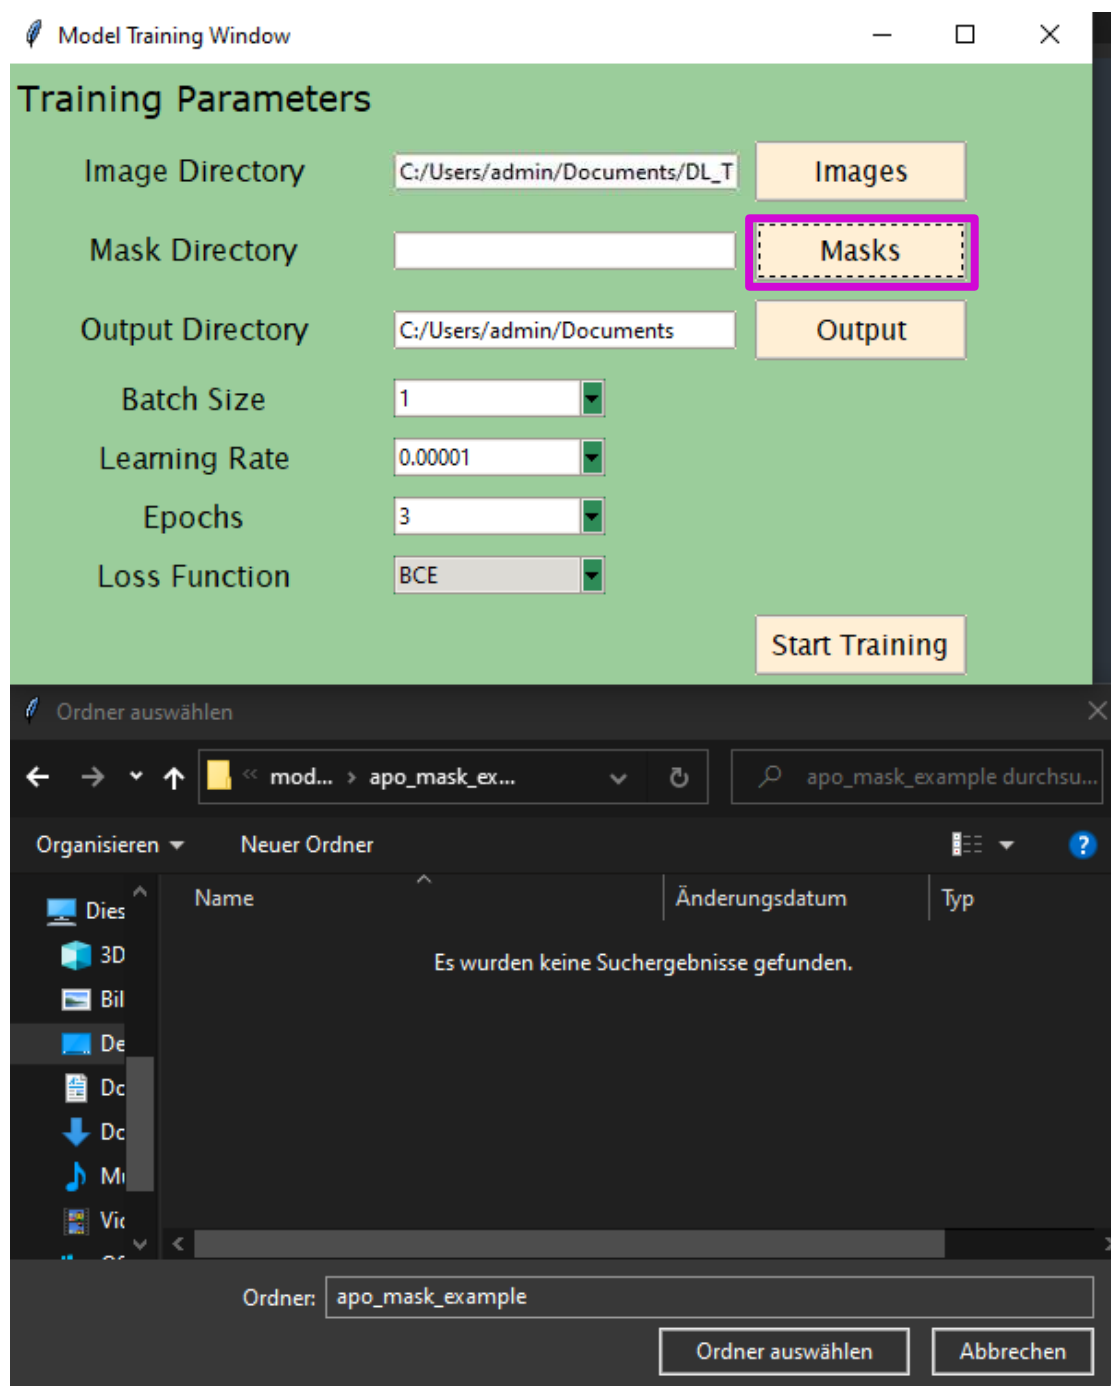 Model Training Window
Training Parameters
Image Directory C:/Users/admin/Documents/DL_T Images
Mask Directory Masks
Output Directory C:/Users/admin/Documents Output
Batch Size 1
Learning Rate 0.00001
Epochs 3
Loss Function BCE
Start Training
Ordner auswählen
« mod... › apo_mask_ex... apo_mask_example durchsu...
Organisieren Neuer Ordner ?
Name Änderungsdatum Typ
Dies
3D
Es wurden keine Suchergebnisse gefunden.
Bil
De
Dc
Dc
Vic
Ordner: apo_mask_example
Ordner auswählen Abbrechen